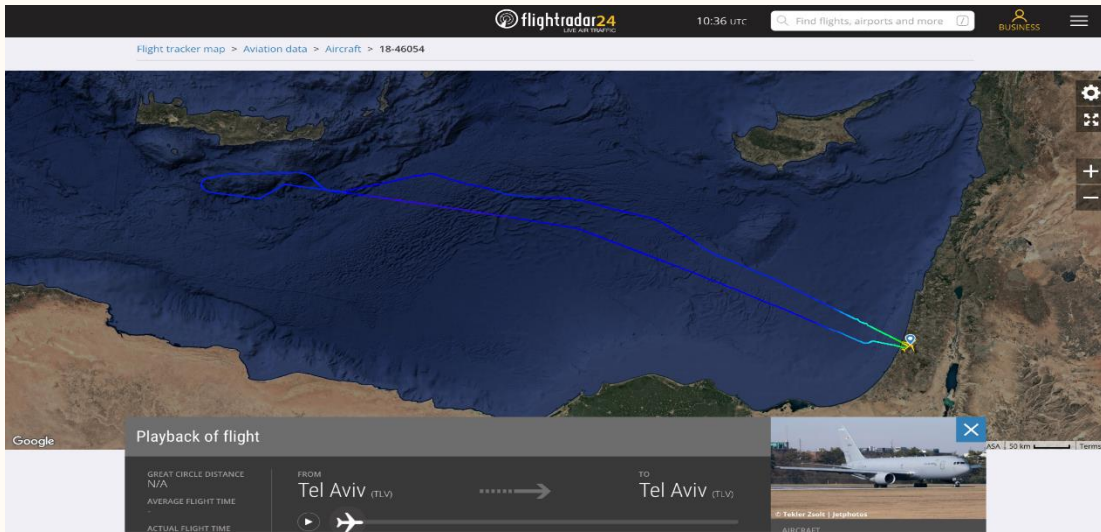 flightradar24
LIVE AIR TRAFFIC
10:36 UTC
Find flights, airports and more
BUSINESS
Flight tracker map > Aviation data > Aircraft > 18-46054
Google
50 km
Terms
Playback of flight
GREAT CIRCLE DISTANCE
N/A
AVERAGE FLIGHT TIME
-
ACTUAL FLIGHT TIME
FROM
Tel Aviv (TLV)
TO
Tel Aviv (TLV)
© Tekler Zsolt | Jetphotos
AIRCRAFT